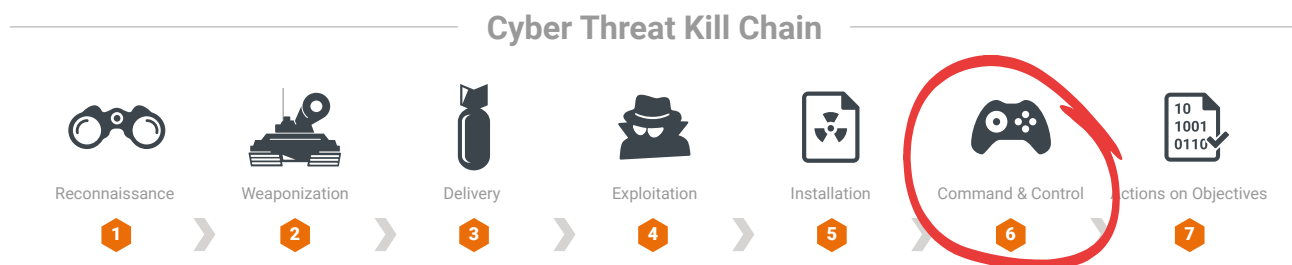 Cyber Threat Kill Chain
10
1001
0110
Reconnaissance
Weaponization
Delivery
Exploitation
Installation
Command & Control
Actions on Objectives
1
2
3
4
5
6
7